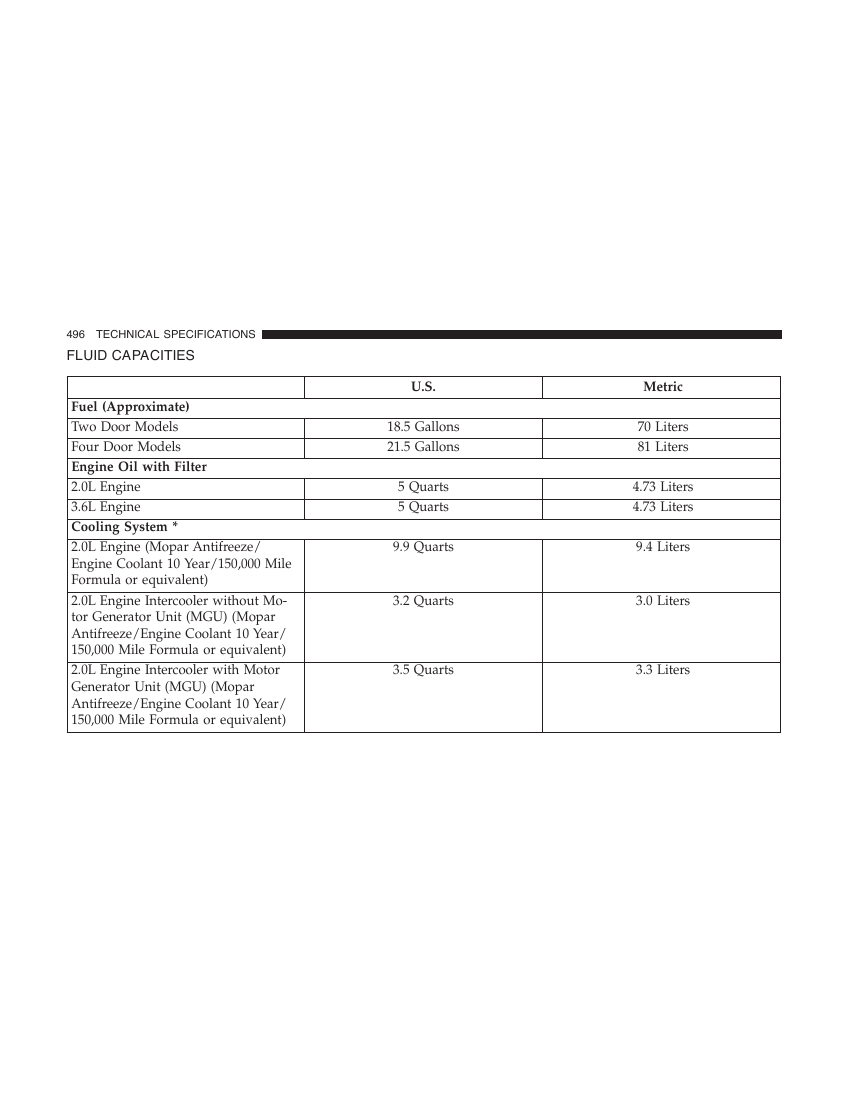 496 TECHNICAL SPECIFICATIONS
FLUID CAPACITIES
U.S. Metric
Fuel (Approximate)
Two Door Models 18.5 Gallons 70 Liters
Four Door Models 21.5 Gallons 81 Liters
Engine Oil with Filter
2.0L Engine 5 Quarts 4.73 Liters
3.6L Engine 5 Quarts 4.73 Liters
Cooling System *
2.0L Engine (Mopar Antifreeze/ 9.9 Quarts 9.4 Liters
Engine Coolant 10 Year/150,000 Mile
Formula or equivalent)
2.0L Engine Intercooler without Mo- 3.2 Quarts 3.0 Liters
tor Generator Unit (MGU) (Mopar
Antifreeze/Engine Coolant 10 Year/
150,000 Mile Formula or equivalent)
2.0L Engine Intercooler with Motor 3.5 Quarts 3.3 Liters
Generator Unit (MGU) (Mopar
Antifreeze/Engine Coolant 10 Year/
150,000 Mile Formula or equivalent)